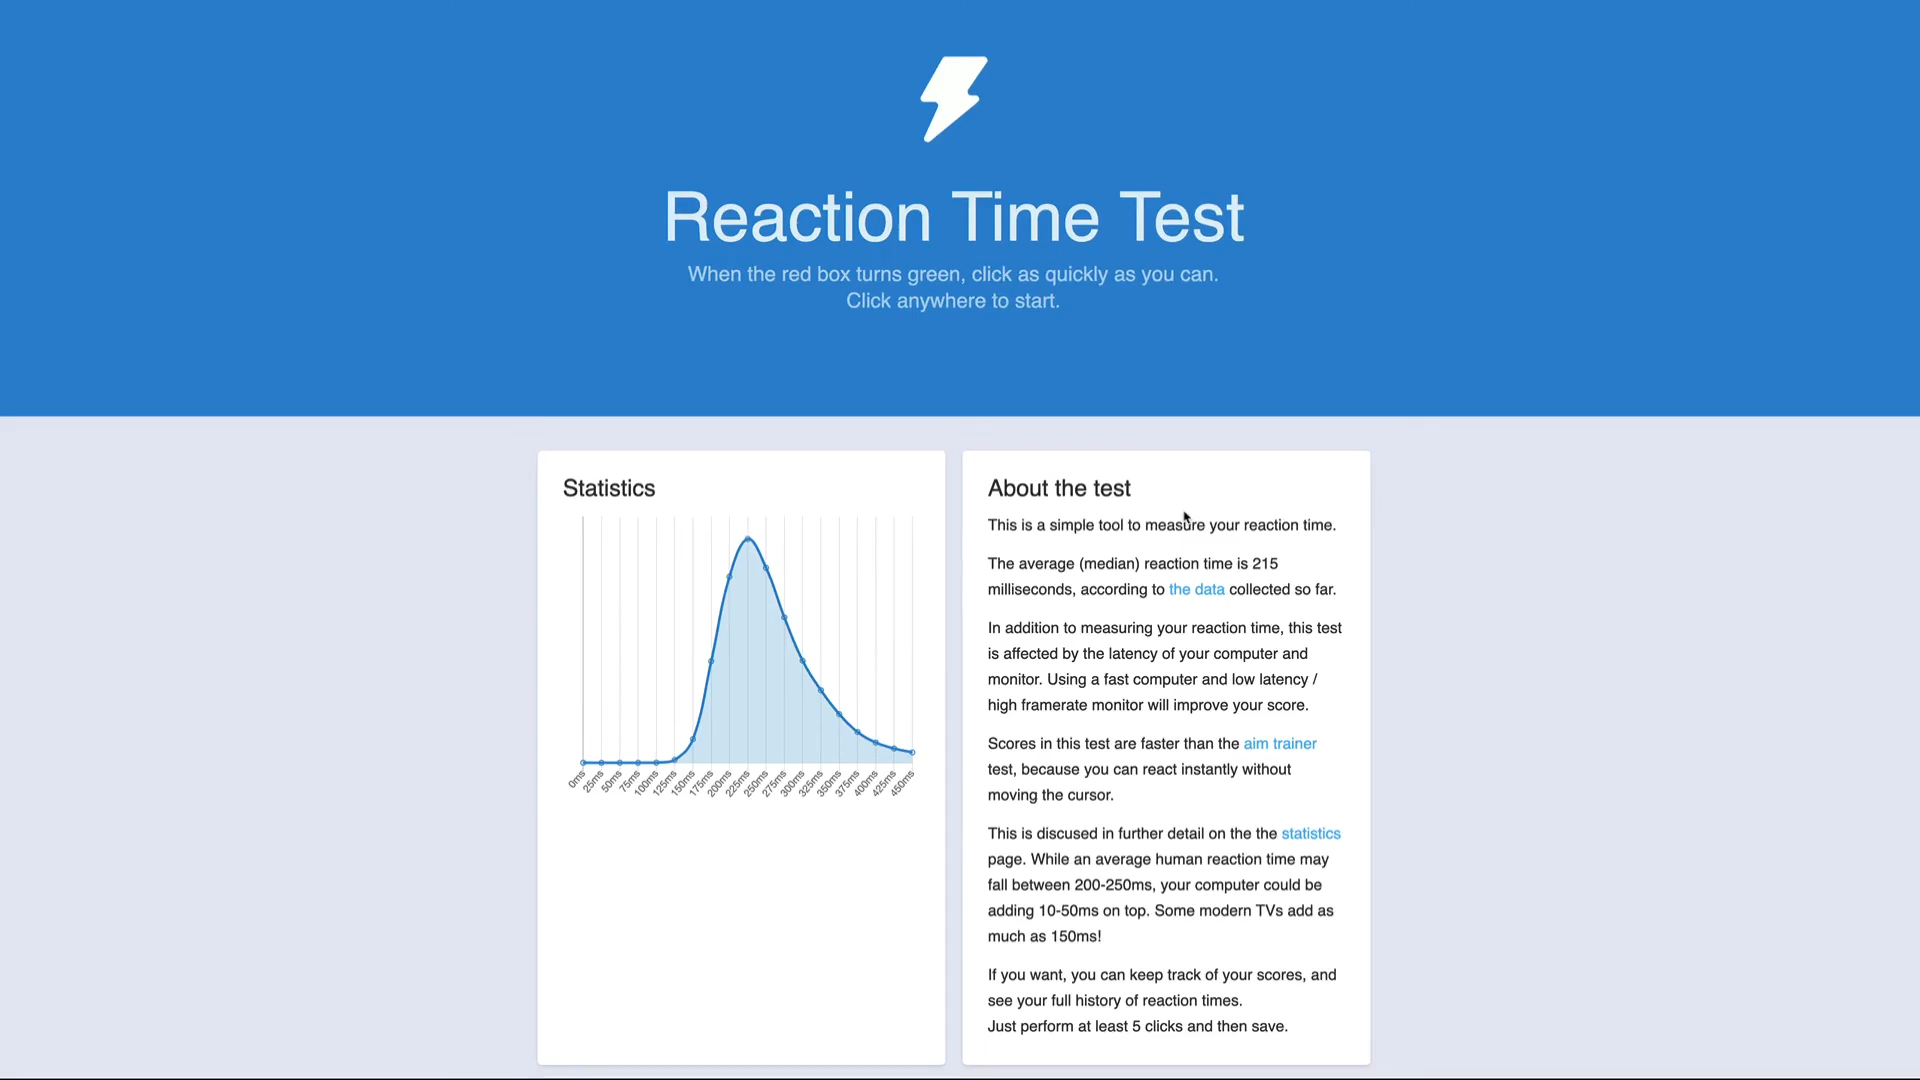 Reaction Time Test
When the red box turns green, click as quickly as you can.
Click anywhere to start.
Statistics
0ms
25ms
50ms
75ms
100ms
125ms
150ms
175ms
200ms
225ms
250ms
275ms
300ms
325ms
350ms
375ms
400ms
425ms
450ms
About the test
This is a simple tool to measure your reaction time.
The average (median) reaction time is 215
milliseconds, according to the data collected so far.
In addition to measuring your reaction time, this test
is affected by the latency of your computer and
monitor. Using a fast computer and low latency /
high framerate monitor will improve your score.
Scores in this test are faster than the aim trainer
test, because you can react instantly without
moving the cursor.
This is discused in further detail on the the statistics
page. While an average human reaction time may
fall between 200-250ms, your computer could be
adding 10-50ms on top. Some modern TVs add as
much as 150ms!
If you want, you can keep track of your scores, and
see your full history of reaction times.
Just perform at least 5 clicks and then save.